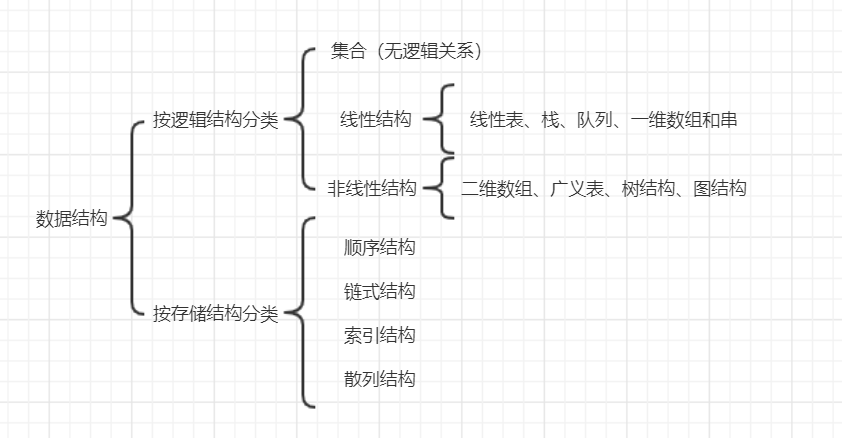 集合（无逻辑关系）
按逻辑结构分类
线性结构
线性表、栈、队列、一维数组和串
非线性结构
二维数组、广义表、树结构、图结构
数据结构
顺序结构
链式结构
按存储结构分类
索引结构
散列结构